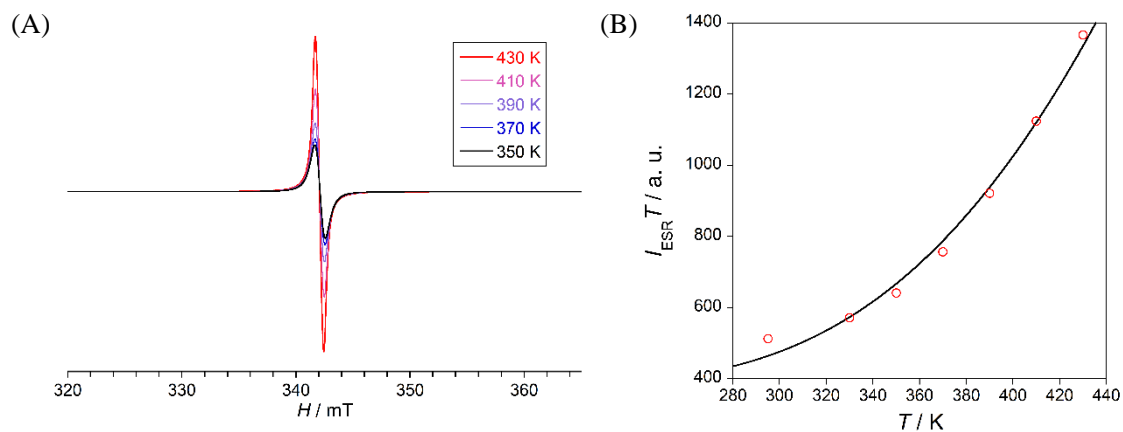 (A)
430 K
410 K
390 K
370 K
350 K
320 330 340 350 360
H / mT
(B)
1400
1200
1000
800
600
400
I_ESR T / a. u.
280 300 320 340 360 380 400 420 440
T / K